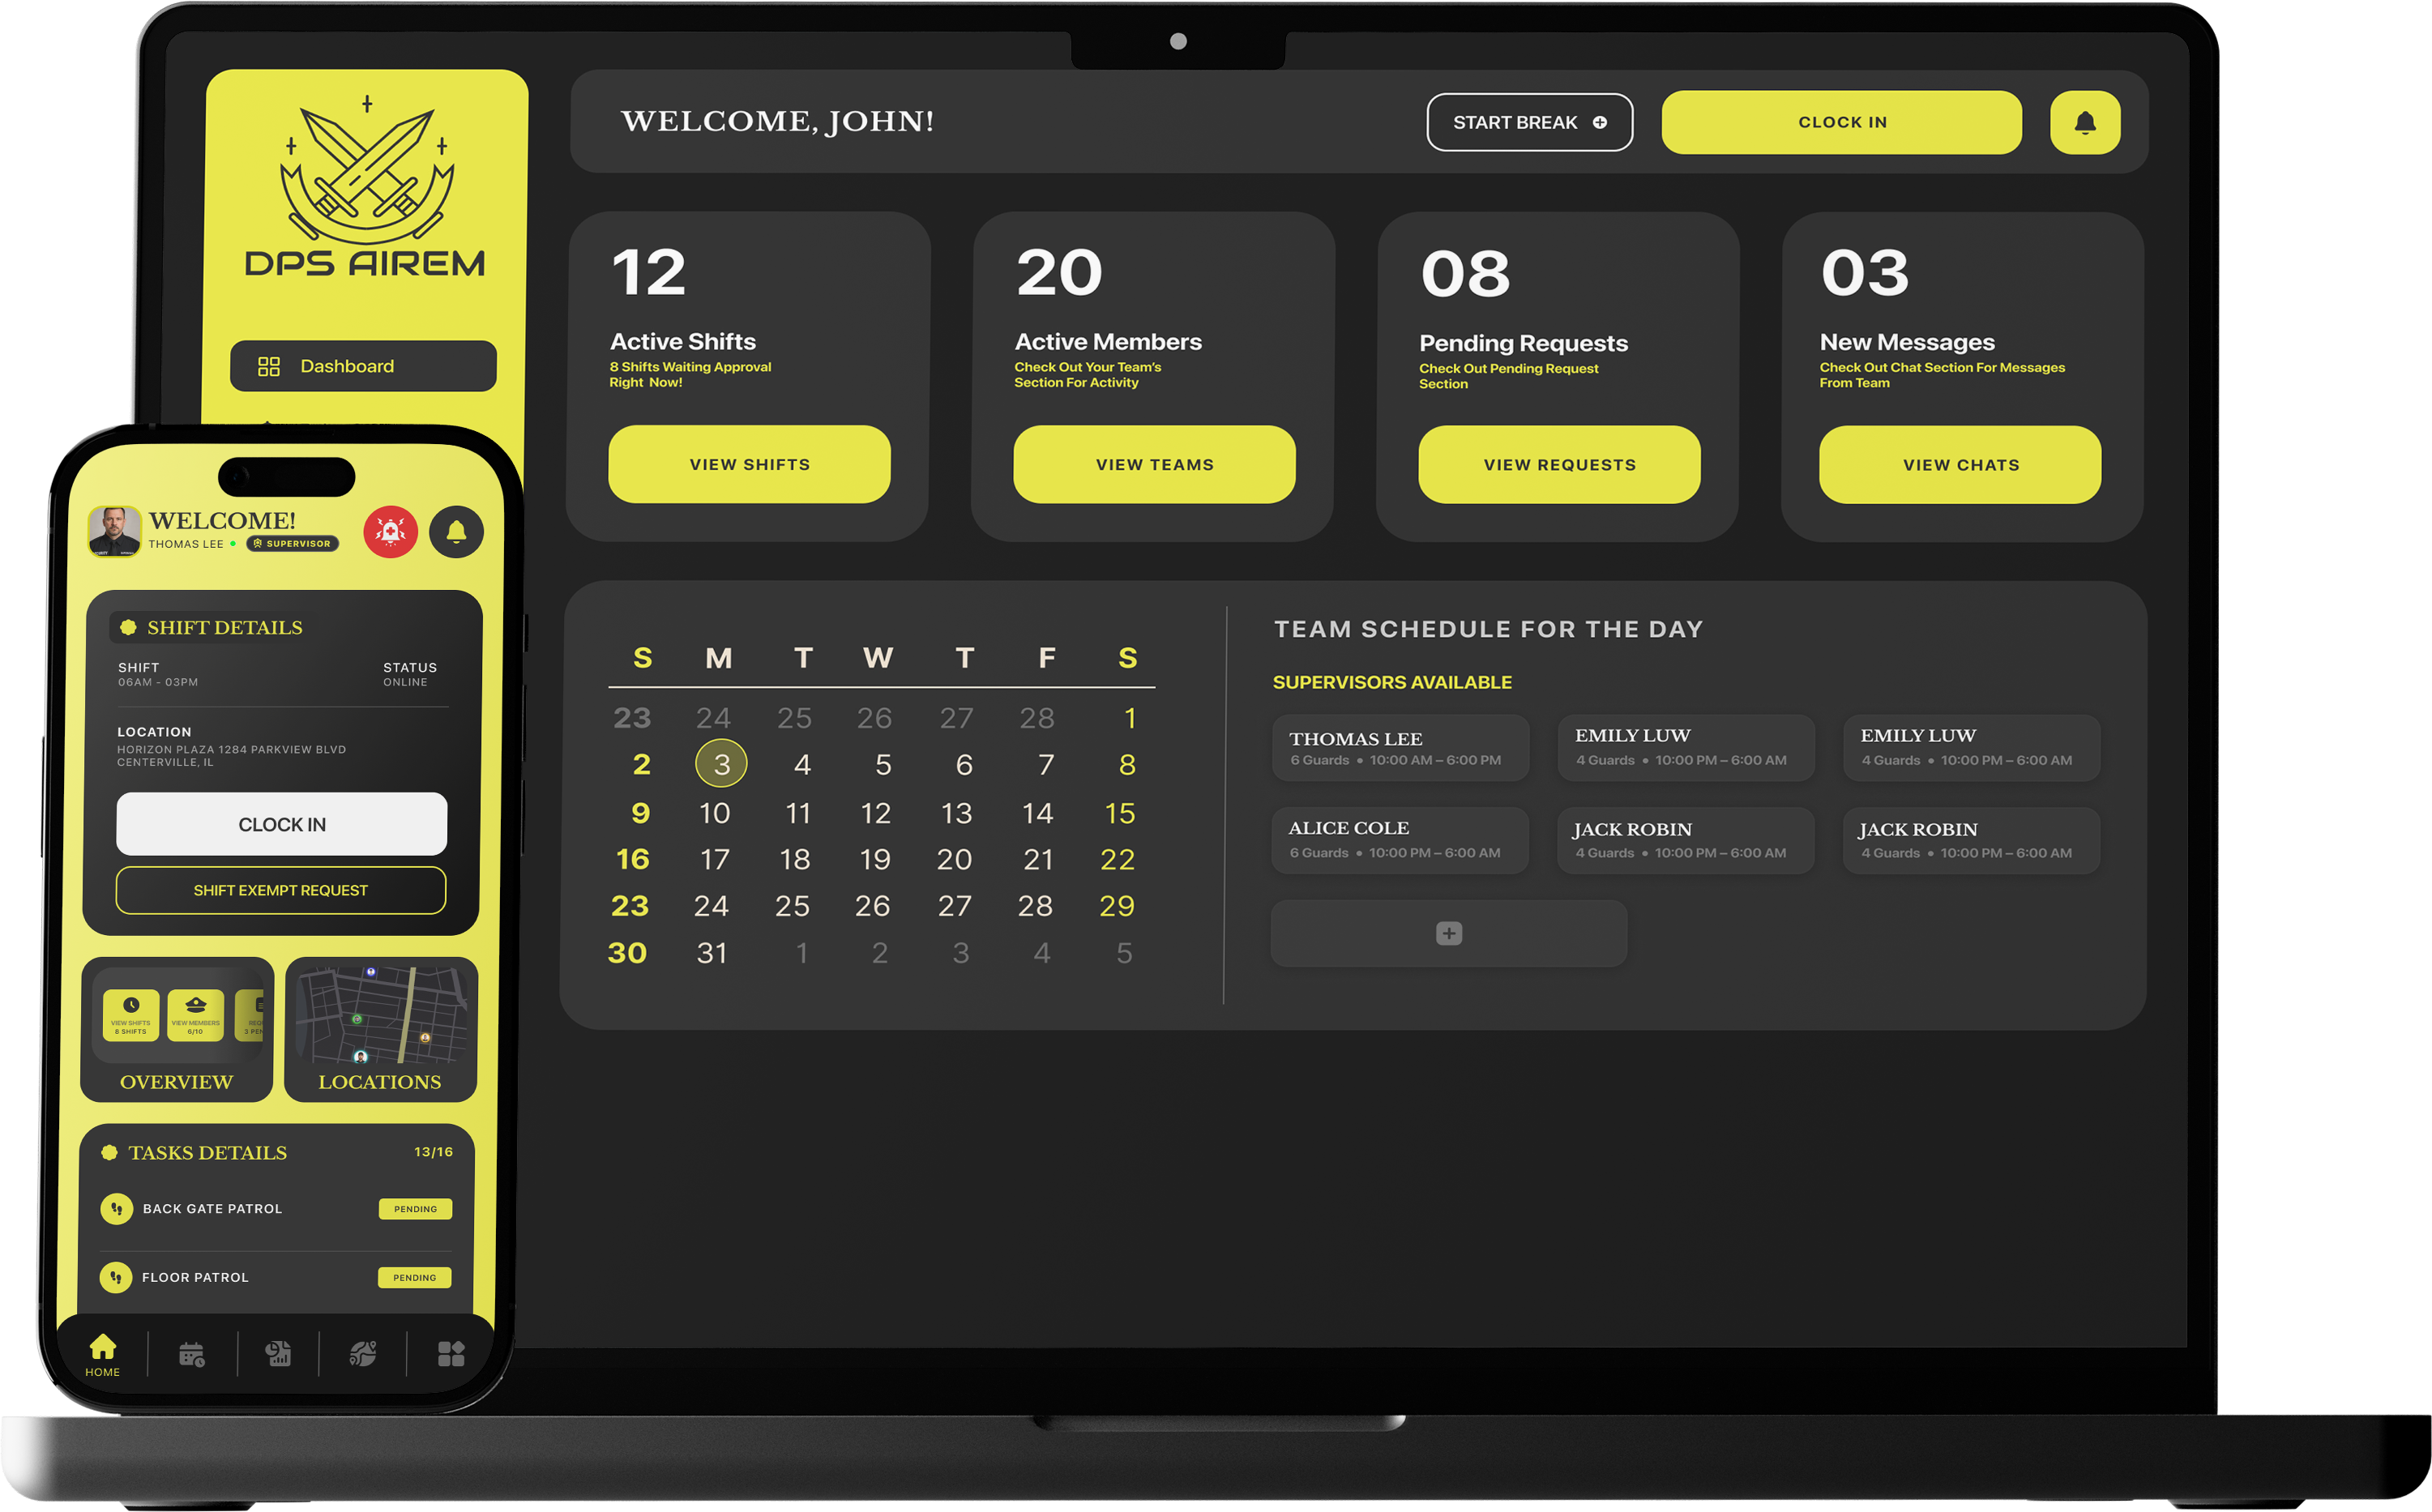 DPS AIREM
Dashboard
WELCOME, JOHN!
START BREAK
CLOCK IN
12
Active Shifts
8 Shifts Waiting Approval
Right Now!
VIEW SHIFTS
20
Active Members
Check Out Your Team's
Section For Activity
VIEW TEAMS
08
Pending Requests
Check Out Pending Request
Section
VIEW REQUESTS
03
New Messages
Check Out Chat Section For Messages
From Team
VIEW CHATS
S M T W T F S
23 24 25 26 27 28 1
2 3 4 5 6 7 8
9 10 11 12 13 14 15
16 17 18 19 20 21 22
23 24 25 26 27 28 29
30 31 1 2 3 4 5
TEAM SCHEDULE FOR THE DAY
SUPERVISORS AVAILABLE
THOMAS LEE
6 Guards • 10:00 AM – 6:00 PM
EMILY LUW
4 Guards • 10:00 PM – 6:00 AM
EMILY LUW
4 Guards • 10:00 PM – 6:00 AM
ALICE COLE
6 Guards • 10:00 PM – 6:00 AM
JACK ROBIN
4 Guards • 10:00 PM – 6:00 AM
JACK ROBIN
4 Guards • 10:00 PM – 6:00 AM
WELCOME!
THOMAS LEE
SUPERVISOR
SHIFT DETAILS
SHIFT
06AM - 03PM
STATUS
ONLINE
LOCATION
HORIZON PLAZA 1284 PARKVIEW BLVD
CENTERVILLE, IL
CLOCK IN
SHIFT EXEMPT REQUEST
VIEW SHIFTS
8 SHIFTS
VIEW MEMBERS
6/10
OVERVIEW
LOCATIONS
TASKS DETAILS
13/16
BACK GATE PATROL
PENDING
FLOOR PATROL
PENDING
HOME